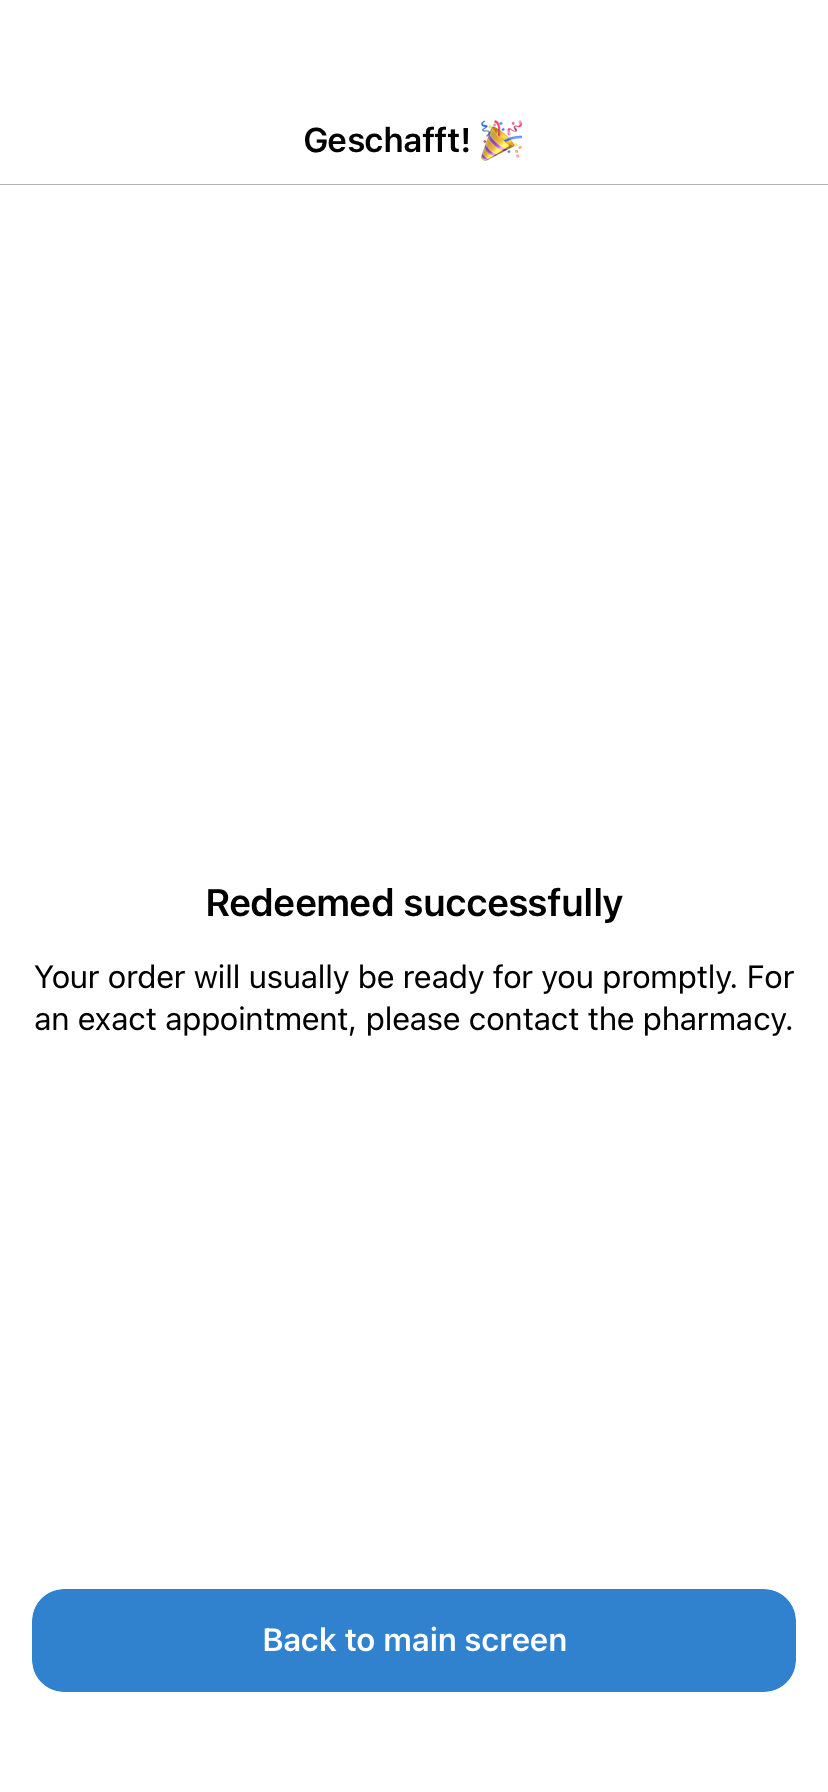 Geschafft! 🎉
Redeemed successfully
Your order will usually be ready for you promptly. For
an exact appointment, please contact the pharmacy.
Back to main screen